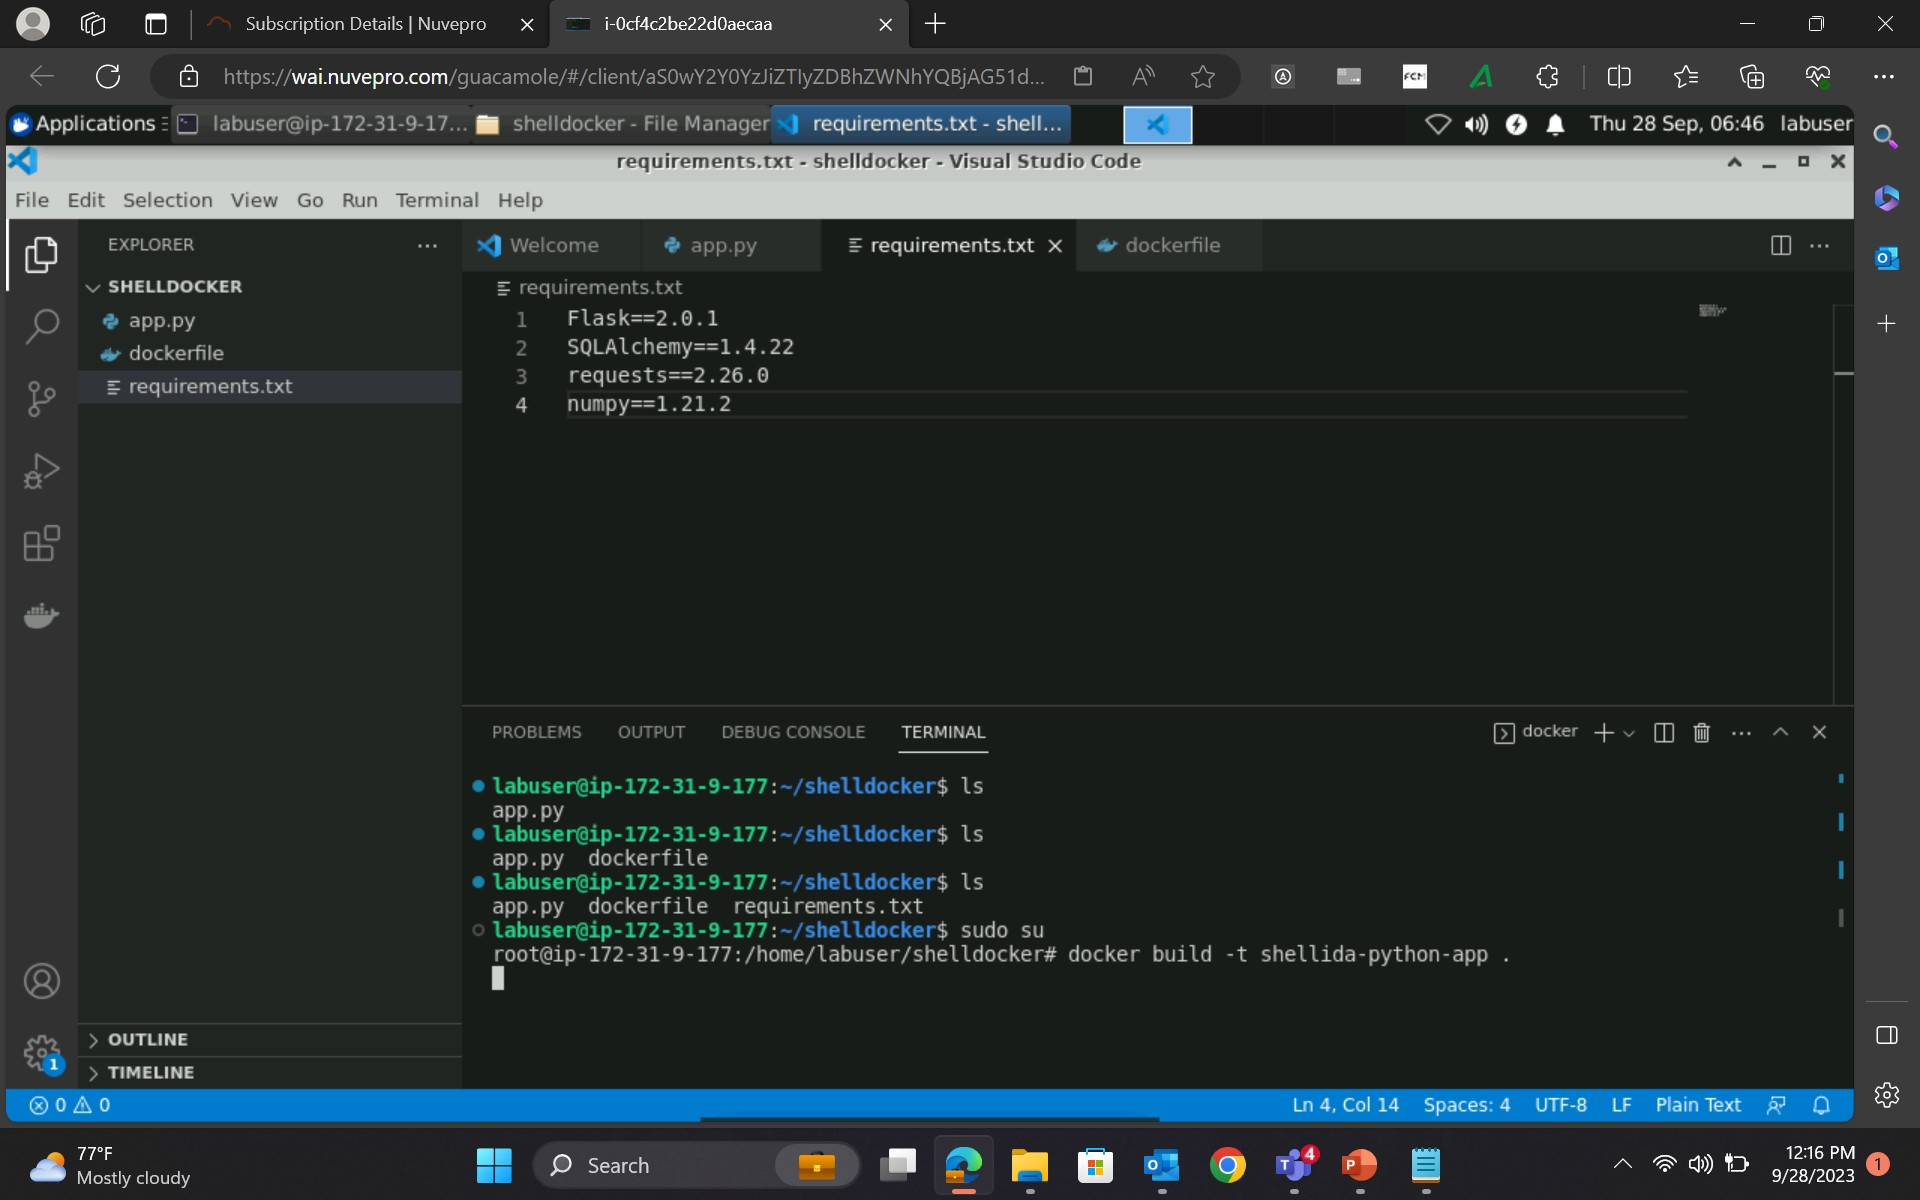 Subscription Details | Nuvepro
i-0cf4c2be22d0aecaa
https://wai.nuvepro.com/guacamole/#/client/aS0wY2Y0YzJiZTIyZDBhZWNhYQBjAG51d...
FCM
Applications
labuser@ip-172-31-9-17...
shelldocker - File Manager
requirements.txt - shell...
Thu 28 Sep, 06:46
labuser
requirements.txt - shelldocker - Visual Studio Code
File Edit Selection View Go Run Terminal Help
EXPLORER
SHELLDOCKER
app.py
dockerfile
requirements.txt
OUTLINE
TIMELINE
Welcome
app.py
requirements.txt
dockerfile
requirements.txt
1 Flask==2.0.1
2 SQLAlchemy==1.4.22
3 requests==2.26.0
4 numpy==1.21.2
PROBLEMS OUTPUT DEBUG CONSOLE TERMINAL
docker
labuser@ip-172-31-9-177:~/shelldocker$ ls
app.py
labuser@ip-172-31-9-177:~/shelldocker$ ls
app.py dockerfile
labuser@ip-172-31-9-177:~/shelldocker$ ls
app.py dockerfile requirements.txt
labuser@ip-172-31-9-177:~/shelldocker$ sudo su
root@ip-172-31-9-177:/home/labuser/shelldocker# docker build -t shellida-python-app .
1
0 0
Ln 4, Col 14 Spaces: 4 UTF-8 LF Plain Text
77°F
Mostly cloudy
Search
4
12:16 PM
9/28/2023
1